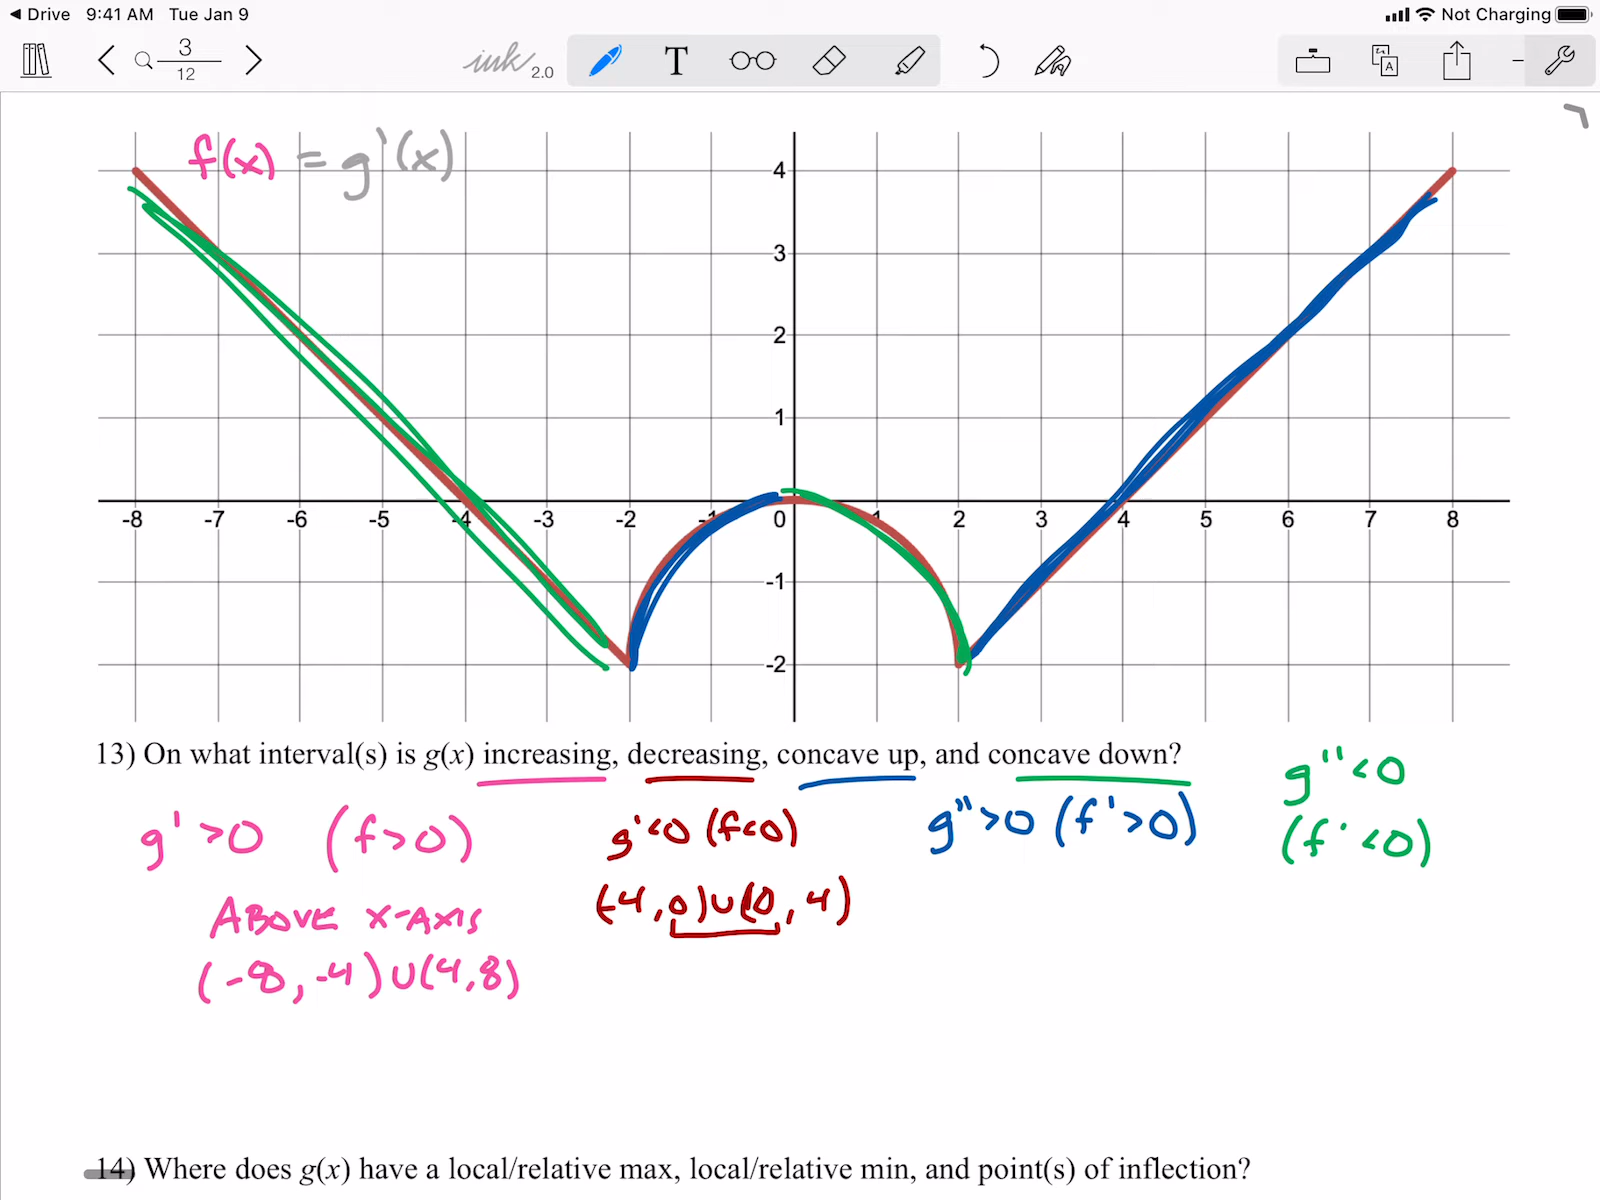 Drive 9:41 AM Tue Jan 9 Not Charging
3
12
ink 2.0
T
A
f(x) = g'(x)
4
3
2
1
-8 -7 -6 -5 -4 -3 -2 -1 0 1 2 3 4 5 6 7 8
-1
-2
13) On what interval(s) is g(x) increasing, decreasing, concave up, and concave down?
g'>0 (f>0)
g'<0 (f<0)
g''>0 (f'>0)
g''<0
(f'<0)
ABOVE X-AXIS
(-8,-4)∪(4,8)
(-4,0)∪(0,4)
14) Where does g(x) have a local/relative max, local/relative min, and point(s) of inflection?